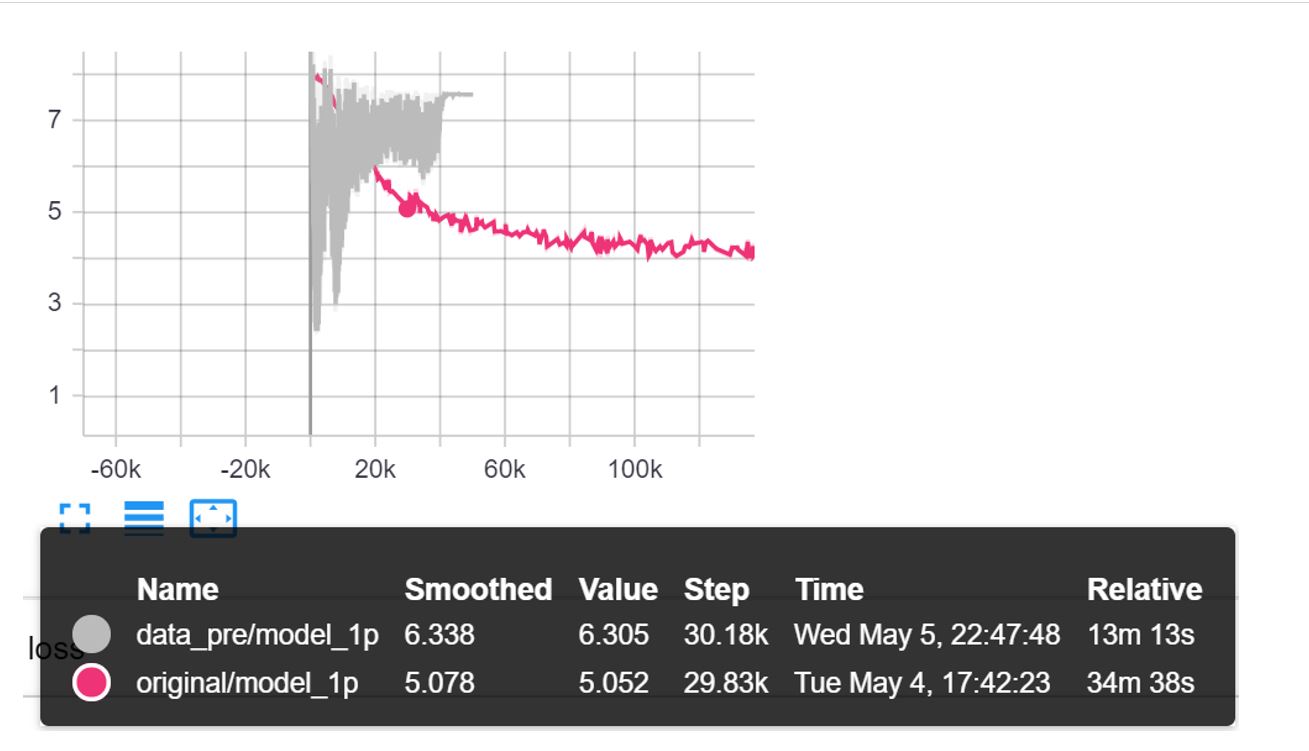 7
5
3
1
-60k -20k 20k 60k 100k
Name Smoothed Value Step Time Relative
data_pre/model_1p 6.338 6.305 30.18k Wed May 5, 22:47:48 13m 13s
loss
original/model_1p 5.078 5.052 29.83k Tue May 4, 17:42:23 34m 38s